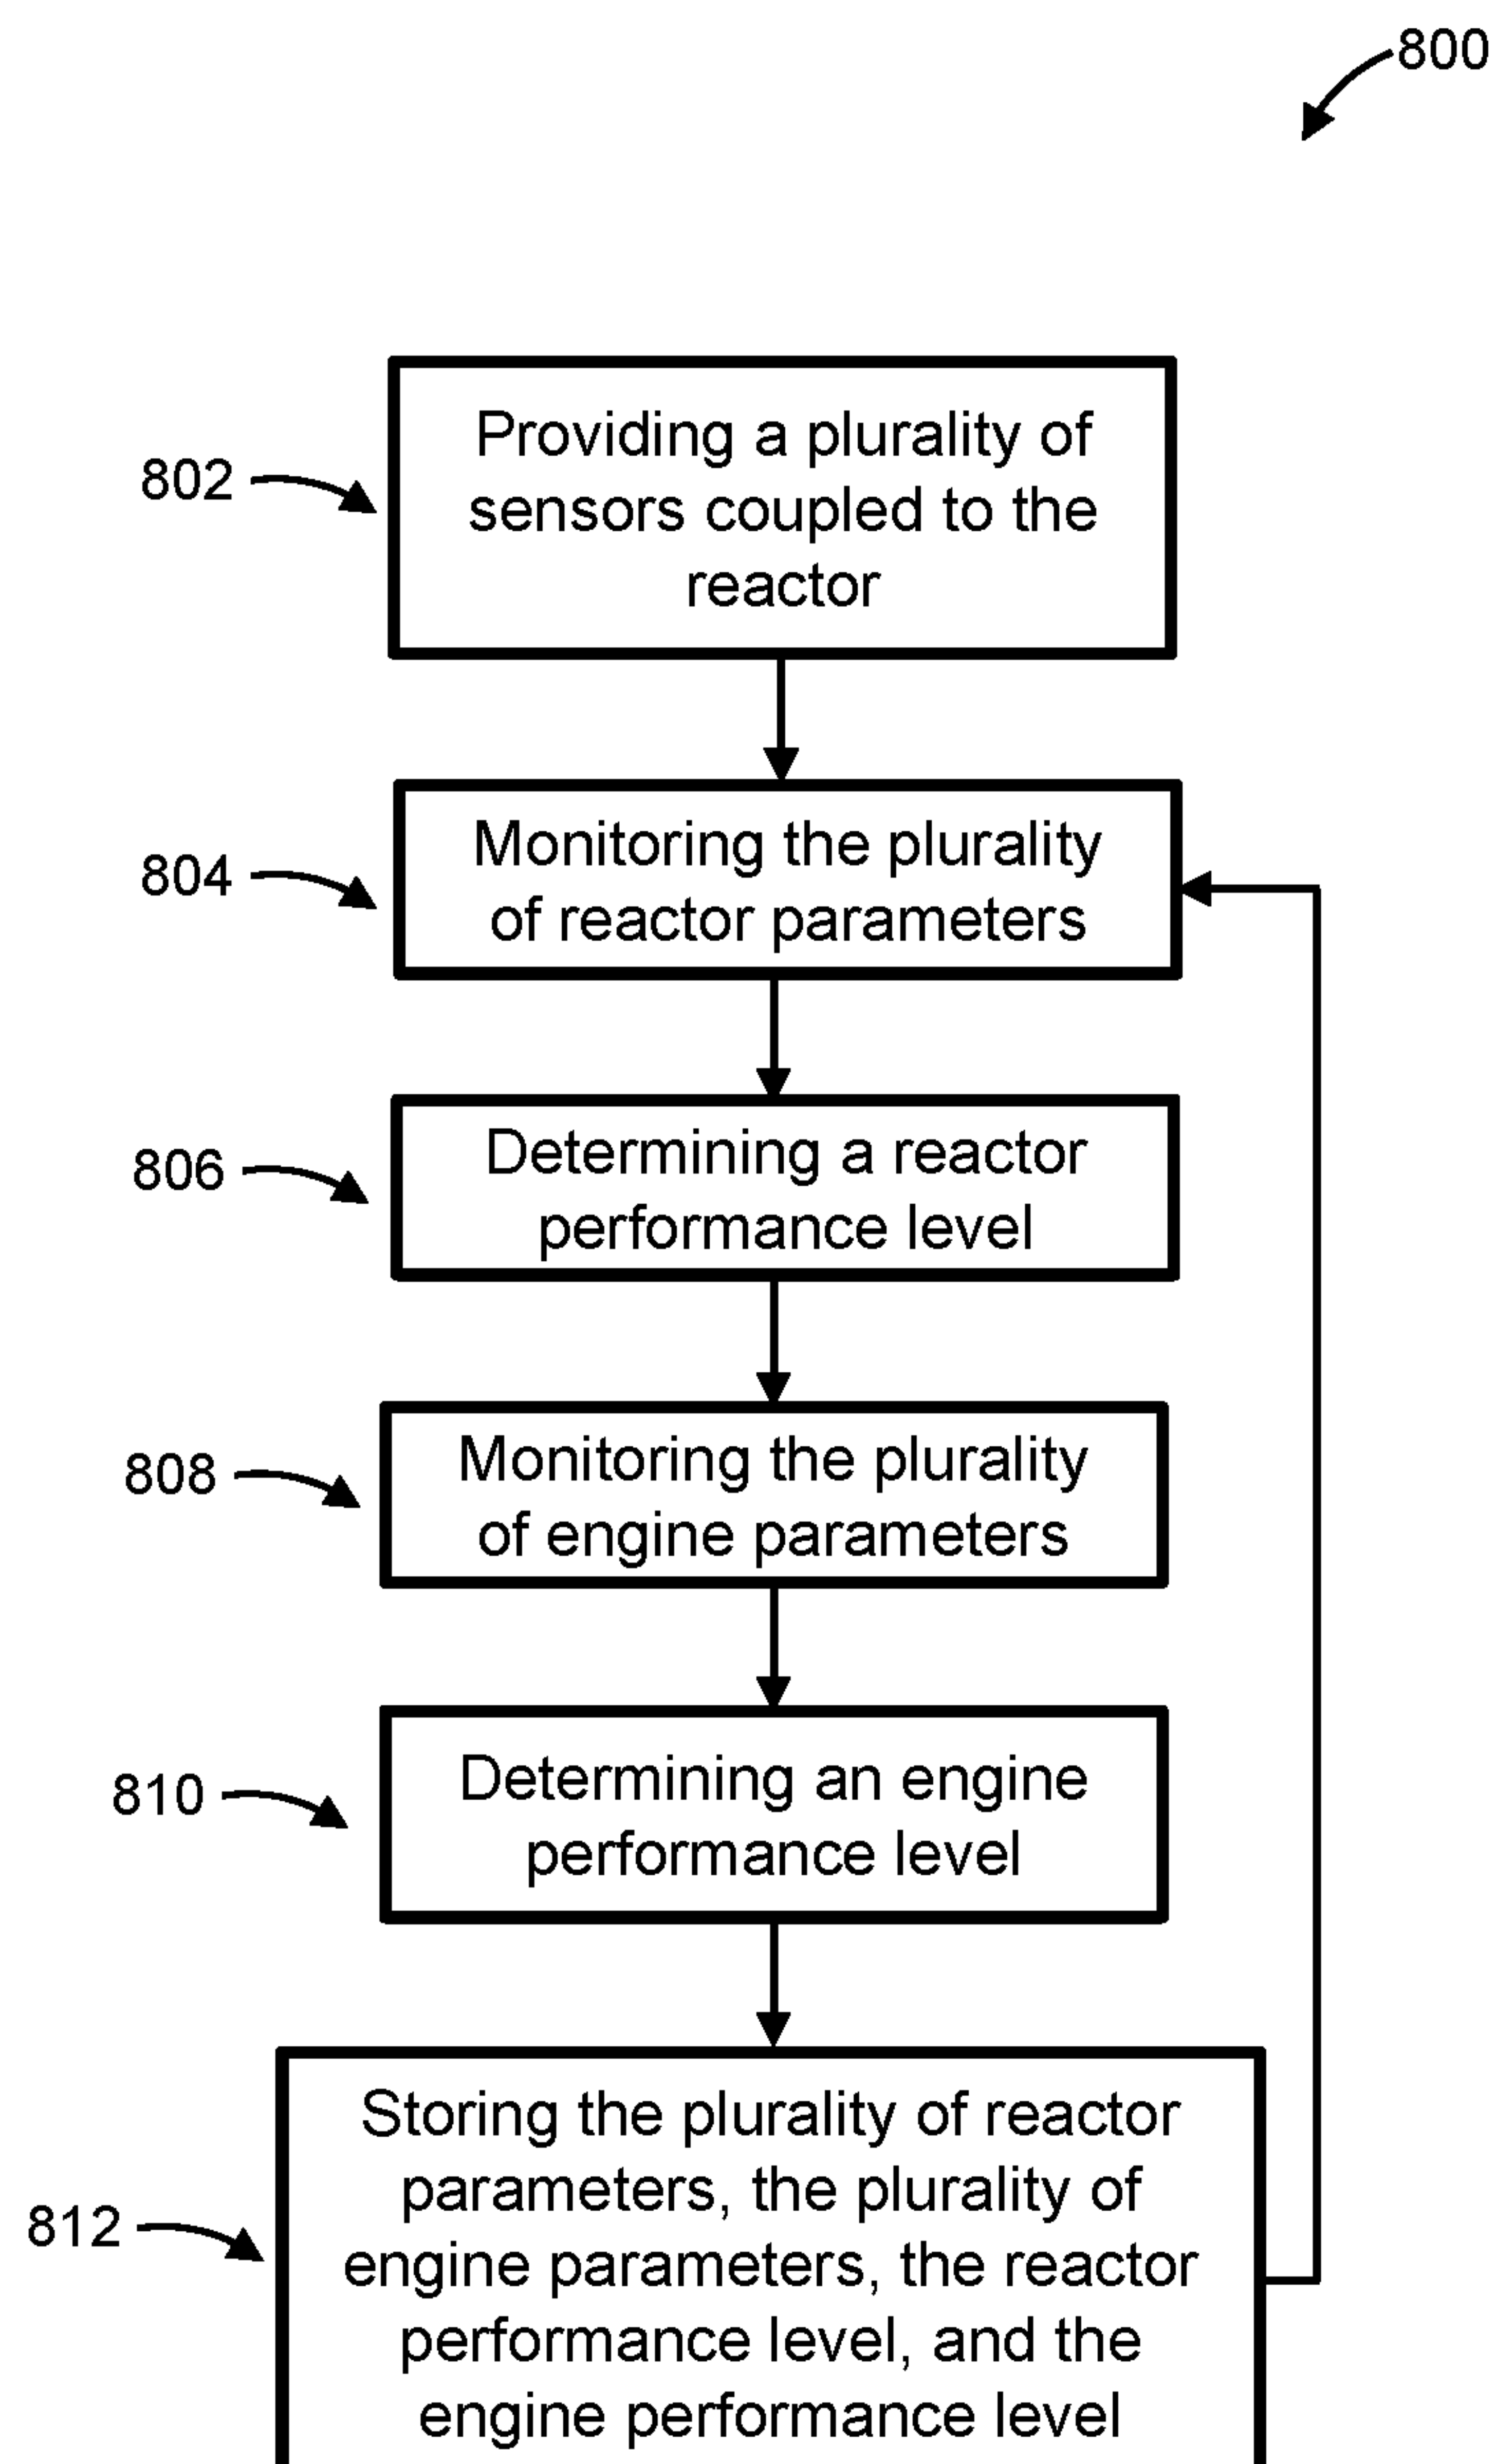 800
802
Providing a plurality of
sensors coupled to the
reactor
804
Monitoring the plurality
of reactor parameters
806
Determining a reactor
performance level
808
Monitoring the plurality
of engine parameters
810
Determining an engine
performance level
812
Storing the plurality of reactor
parameters, the plurality of
engine parameters, the reactor
performance level, and the
engine performance level